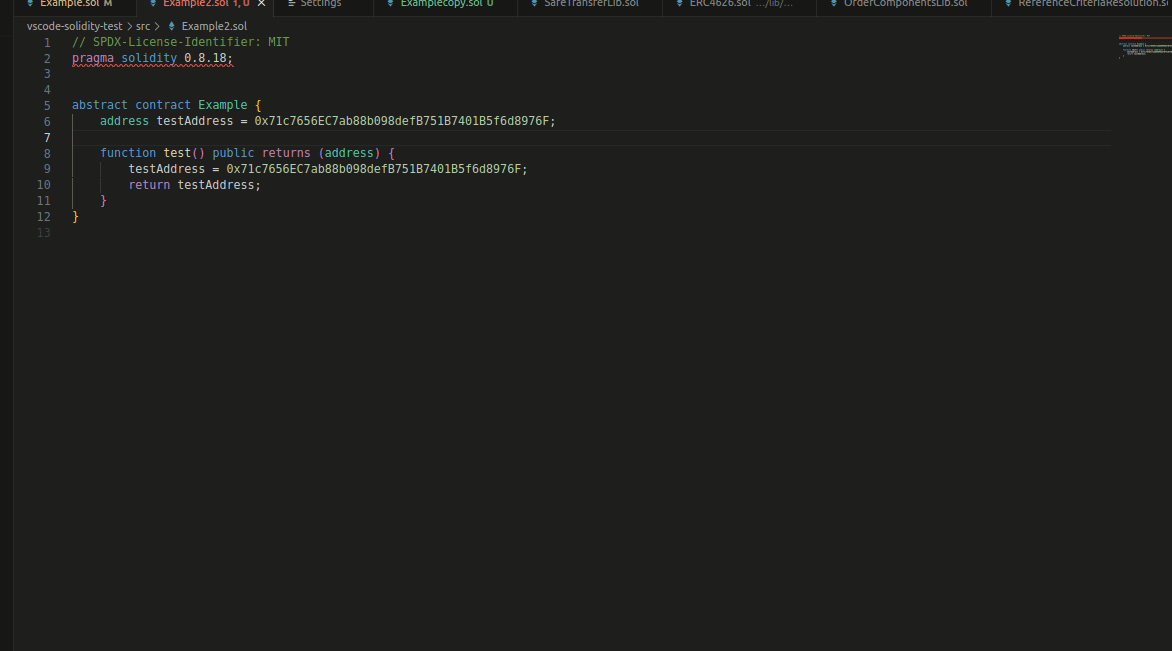 Example.sol M Example2.sol 1, U Settings Examplecopy.sol U SafeTransferLib.sol ERC4626.sol .../lib/... OrderComponentsLib.sol ReferenceCriteriaResolution.s
vscode-solidity-test > src > Example2.sol
1 // SPDX-License-Identifier: MIT
2 pragma solidity 0.8.18;
3
4
5 abstract contract Example {
6 address testAddress = 0x71c7656EC7ab88b098defB751B7401B5f6d8976F;
7
8 function test() public returns (address) {
9 testAddress = 0x71c7656EC7ab88b098defB751B7401B5f6d8976F;
10 return testAddress;
11 }
12 }
13